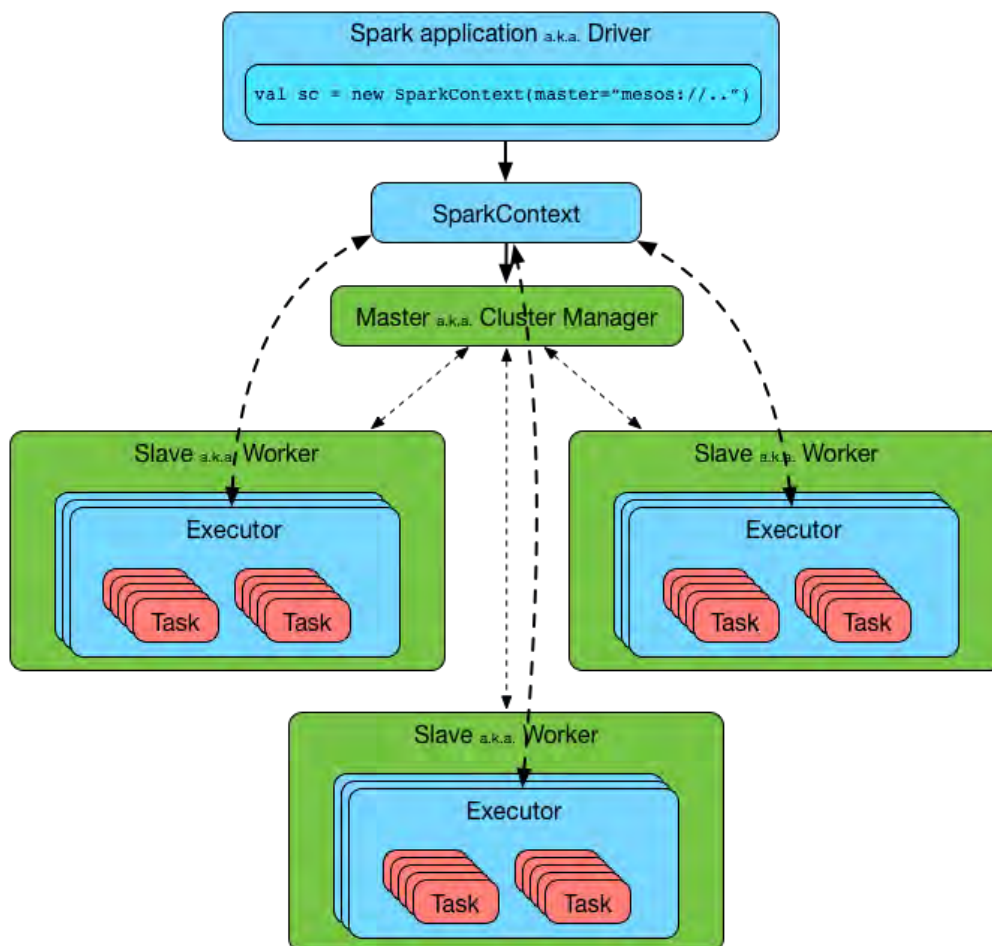 Spark application a.k.a. Driver
val sc = new SparkContext(master="mesos://..")
SparkContext
Master a.k.a. Cluster Manager
Slave a.k.a. Worker
Executor
Task
Task
Slave a.k.a. Worker
Executor
Task
Task
Slave a.k.a. Worker
Executor
Task
Task